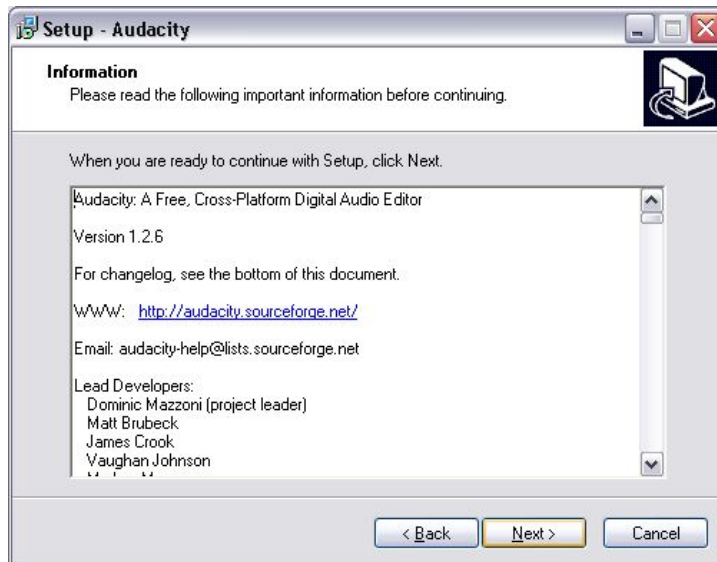 Setup - Audacity
Information
Please read the following important information before continuing.
When you are ready to continue with Setup, click Next.
Audacity: A Free, Cross-Platform Digital Audio Editor
Version 1.2.6
For changelog, see the bottom of this document.
WWW: http://audacity.sourceforge.net/
Email: audacity-help@lists.sourceforge.net
Lead Developers:
Dominic Mazzoni (project leader)
Matt Brubeck
James Crook
Vaughan Johnson
< Back
Next >
Cancel